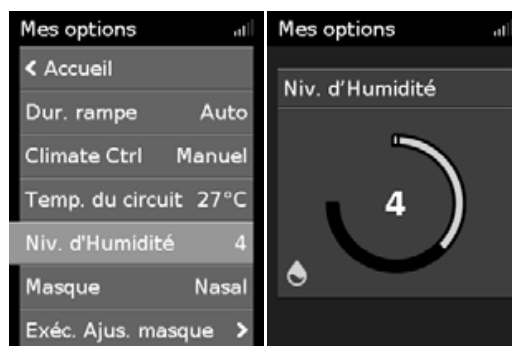 Mes options
Accueil
Dur. rampe Auto
Climate Ctrl Manuel
Temp. du circuit 27°C
Niv. d'Humidité 4
Masque Nasal
Exéc. Ajus. masque
Mes options
Niv. d'Humidité
4